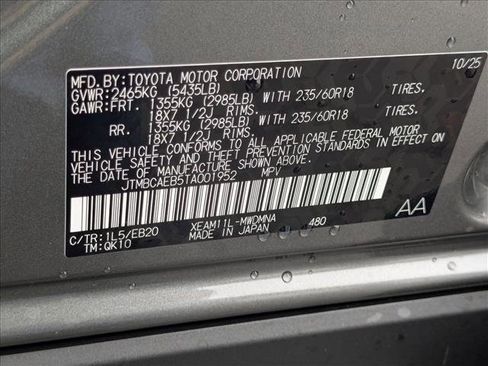 MFD. BY: TOYOTA MOTOR CORPORATION 10/25
GVWR: 2465KG (5435LB)
GAWR: FRT. 1355KG (2985LB) WITH 235/60R18 TIRES.
18X7 1/2J RIMS.
RR. 1355KG (2985LB) WITH 235/60R18 TIRES.
18X7 1/2J RIMS.
THIS VEHICLE CONFORMS TO ALL APPLICABLE FEDERAL MOTOR
VEHICLE SAFETY AND THEFT PREVENTION STANDARDS IN EFFECT
ON THE DATE OF MANUFACTURE SHOWN ABOVE.
JTMBCAEB5TA001952 MPV
C/TR: 1L5/EB20 XEAM11L-MWDMNA 480 AA
TM: QK10 MADE IN JAPAN